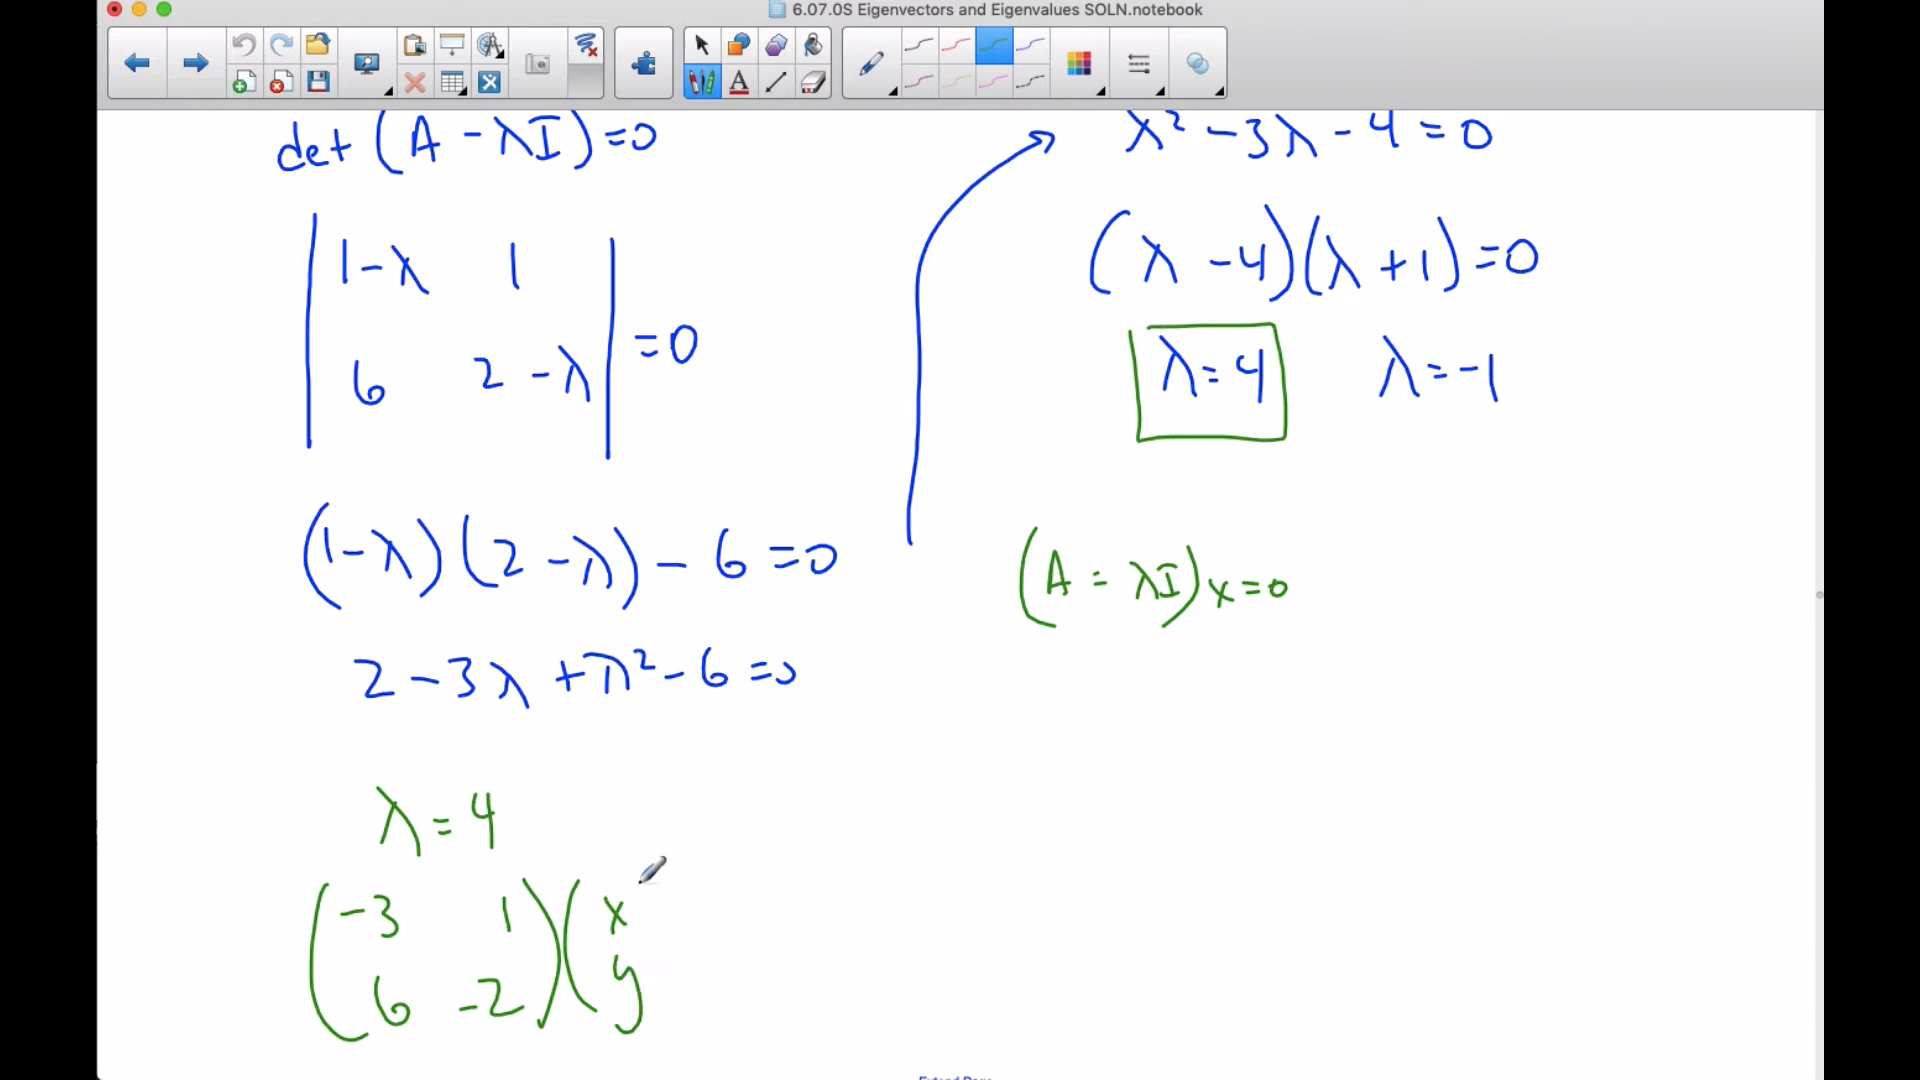 6.07.0S Eigenvectors and Eigenvalues SOLN.notebook
det (A - λI) = 0
| 1-λ 1 |
| 6 2-λ | = 0
(1-λ)(2-λ) - 6 = 0
2 - 3λ + λ² - 6 = 0
λ² - 3λ - 4 = 0
(λ - 4)(λ + 1) = 0
λ = 4 λ = -1
(A = λI)x = 0
λ = 4
( -3 1 ) ( x
( 6 -2 ) ( y